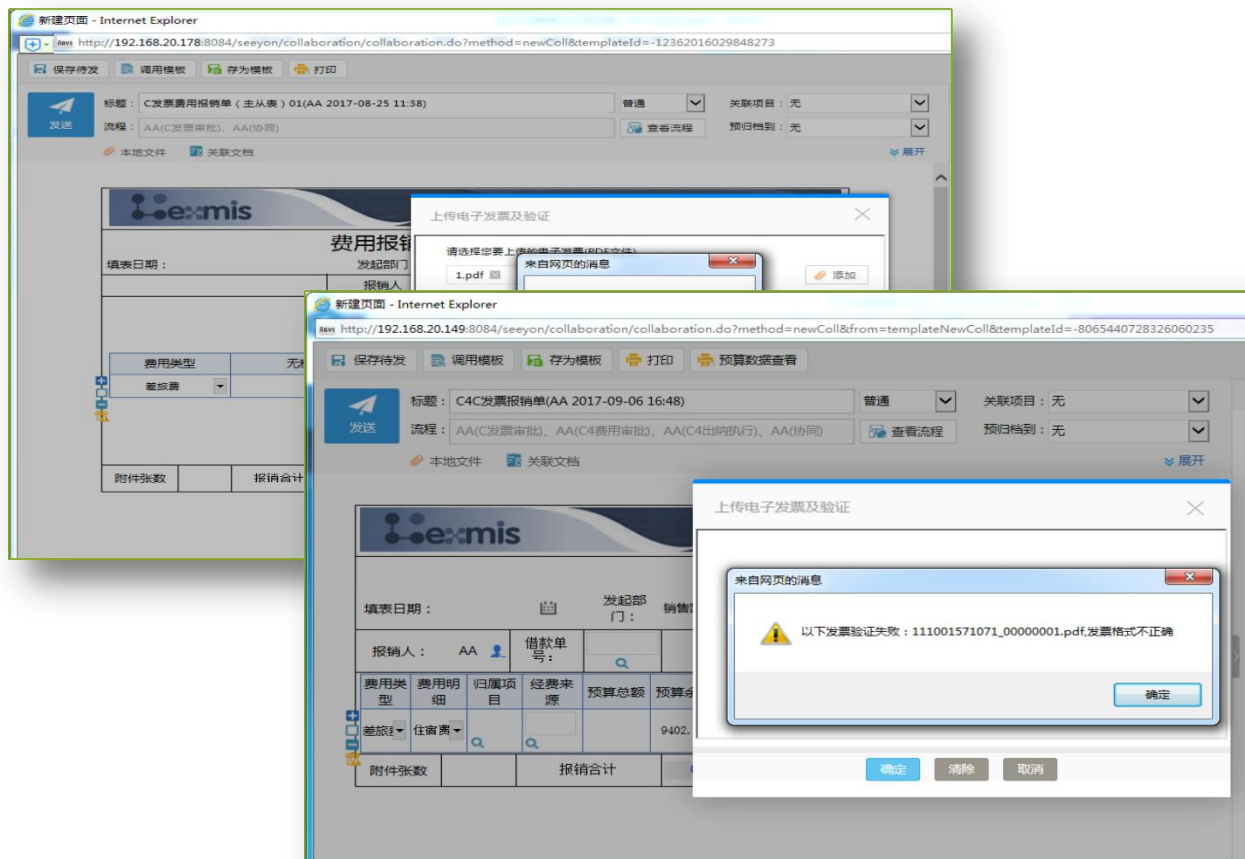 新建页面 - Internet Explorer
http://192.168.20.178:8084/seeyon/collaboration/collaboration.do?method=newColl&templateId=-12362016029848273
保存待发 调用模板 存为模板 打印
标题： C发票费用报销单（主从表）01(AA 2017-08-25 11:38) 普通 关联项目：无
发送
流程： AA(C发票审批)、AA(协同) 查看流程 预归档到：无
本地文件 关联文档 展开
exmis
上传电子发票及验证
费用报销
请选择您要上传的电子发票(PDF文件)
填表日期： 发起部门
来自网页的消息
1.pdf 添加
报销人
费用类型
差旅费
附件张数 报销合计
新建页面 - Internet Explorer
http://192.168.20.149:8084/seeyon/collaboration/collaboration.do?method=newColl&from=templateNewColl&templateId=-8065440728326060235
保存待发 调用模板 存为模板 打印 预算数据查看
标题： C4C发票报销单(AA 2017-09-06 16:48) 普通 关联项目：无
发送
流程： AA(C发票审批)、AA(C4费用审批)、AA(C4出纳执行)、AA(协同) 查看流程 预归档到：无
本地文件 关联文档 展开
上传电子发票及验证
exmis
来自网页的消息
填表日期： 发起部门： 销售
以下发票验证失败：111001571071_00000001.pdf,发票格式不正确
报销人： AA 借款单号：
确定
费用类型 费用明细 归属项目 经费来源 预算总额 预算
差旅 住宿费 9402.
附件张数 报销合计
确定 清除 取消